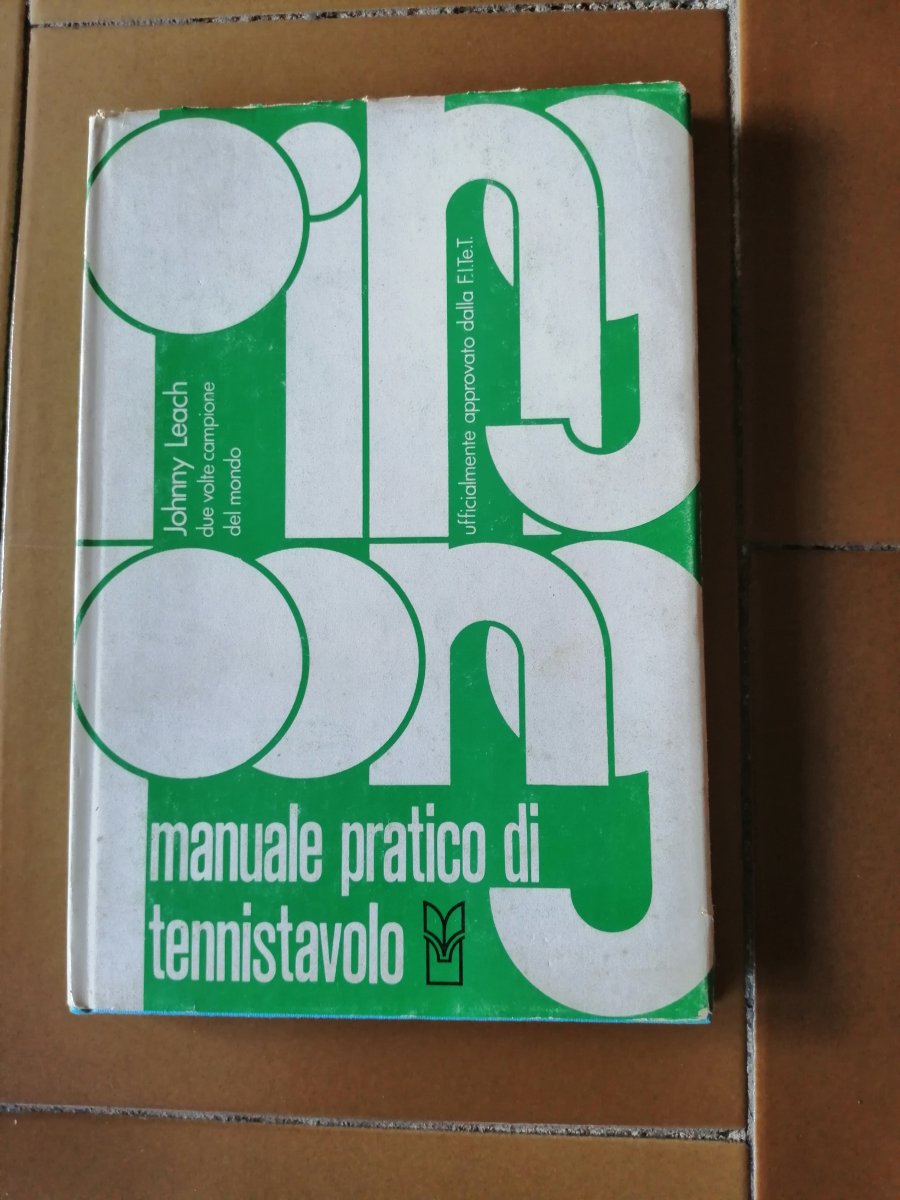 ping
Johnny Leach
due volte campione
del mondo
ufficialmente approvato dalla F.I.Te.T.
pong
manuale pratico di
tennistavolo